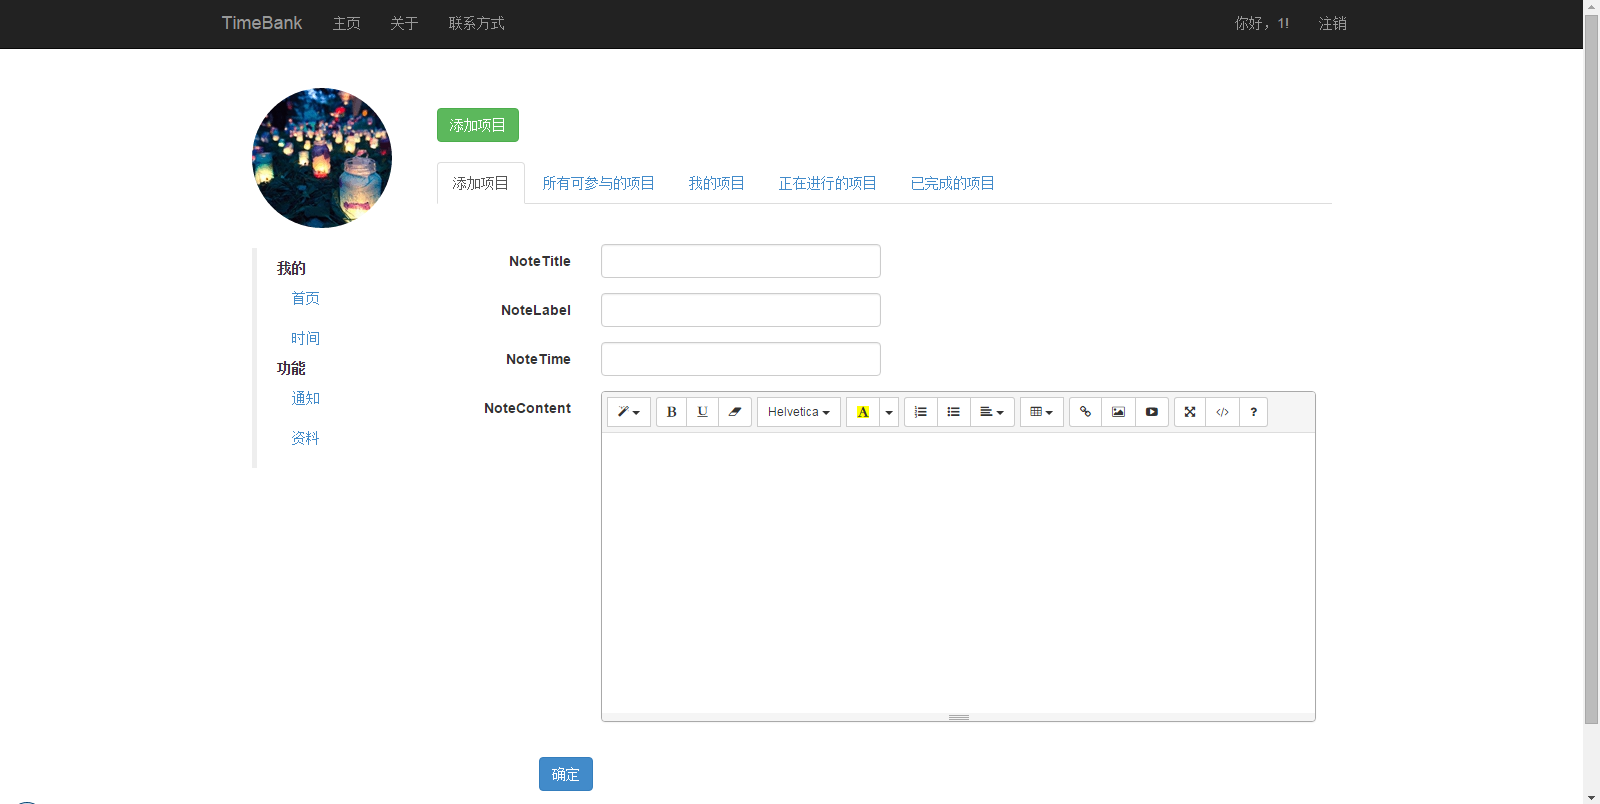 TimeBank 主页 关于 联系方式 你好，1! 注销
添加项目
添加项目 所有可参与的项目 我的项目 正在进行的项目 已完成的项目
我的
首页
时间
功能
通知
资料
NoteTitle
NoteLabel
NoteTime
NoteContent
B U Helvetica A </> ?
确定